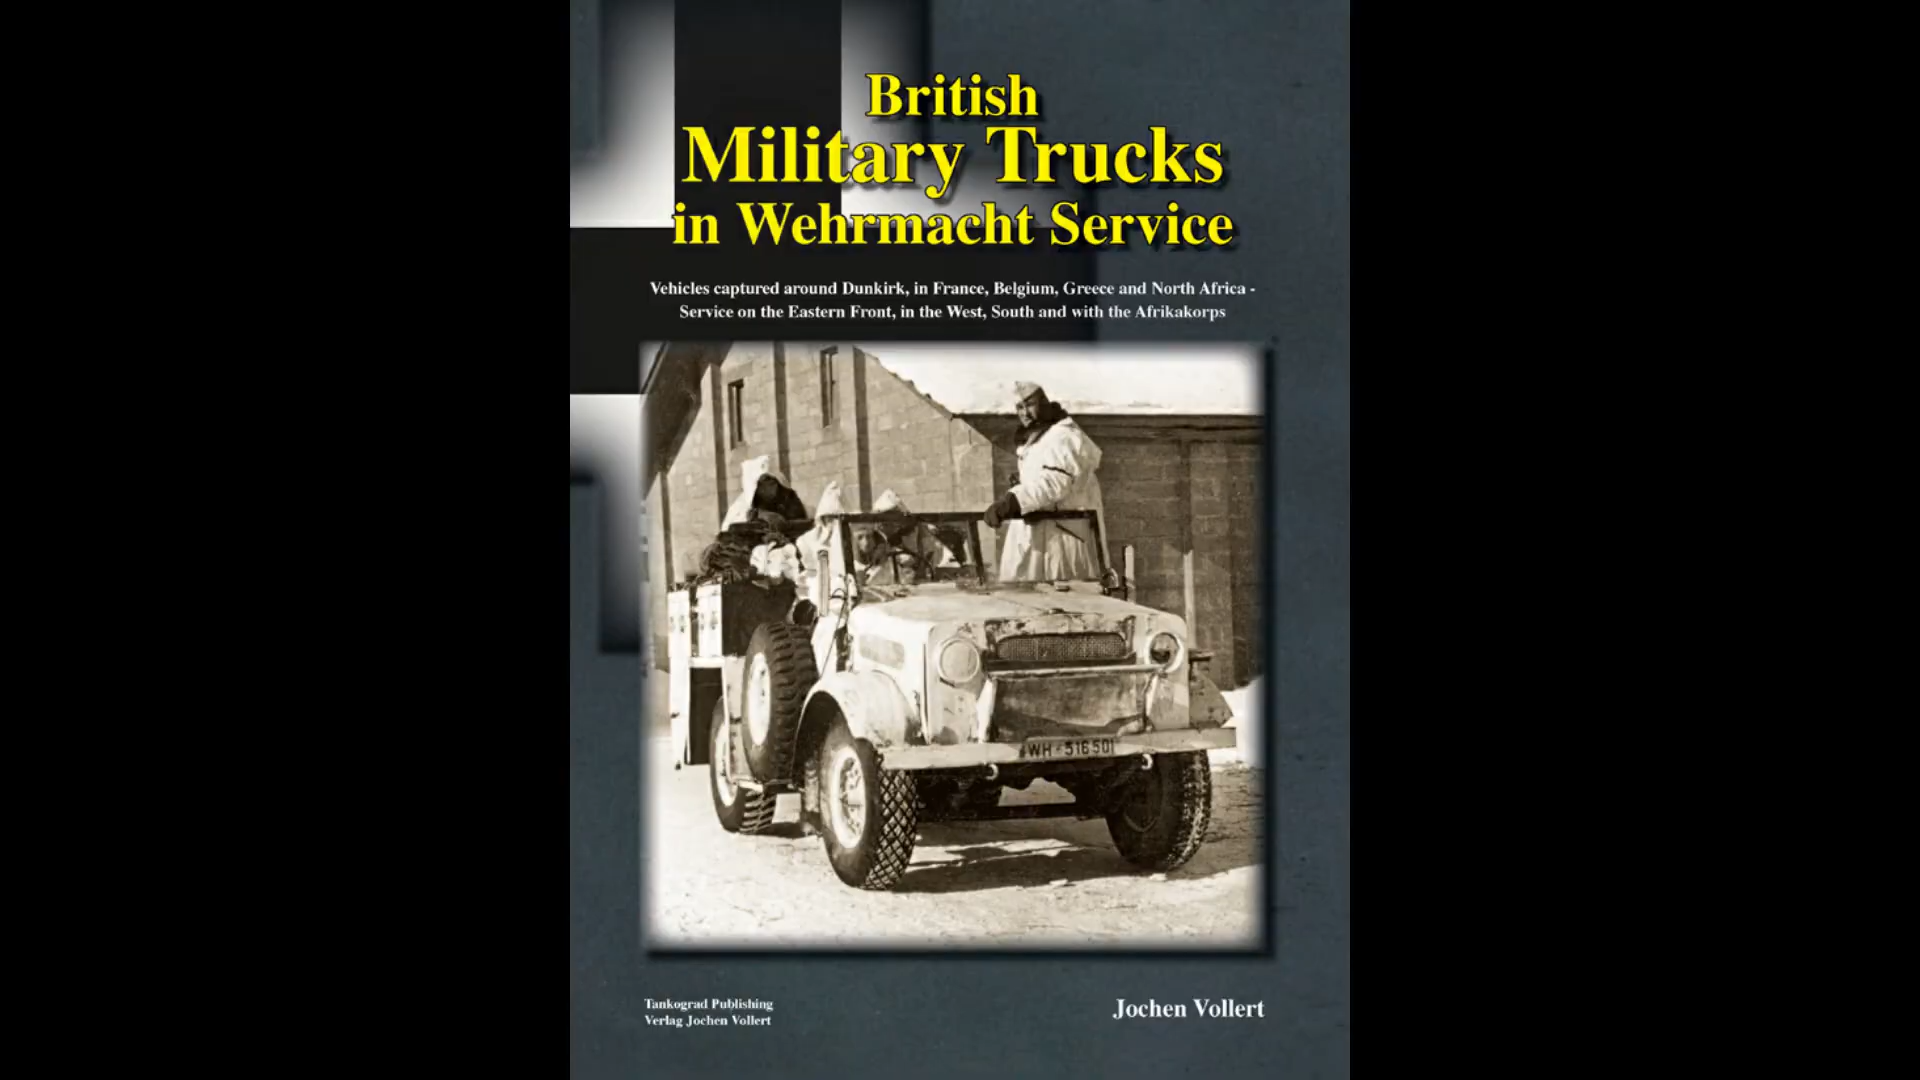 British
Military Trucks
in Wehrmacht Service
Vehicles captured around Dunkirk, in France, Belgium, Greece and North Africa -
Service on the Eastern Front, in the West, South and with the Afrikakorps
WH-516501
Tankograd Publishing
Verlag Jochen Vollert
Jochen Vollert